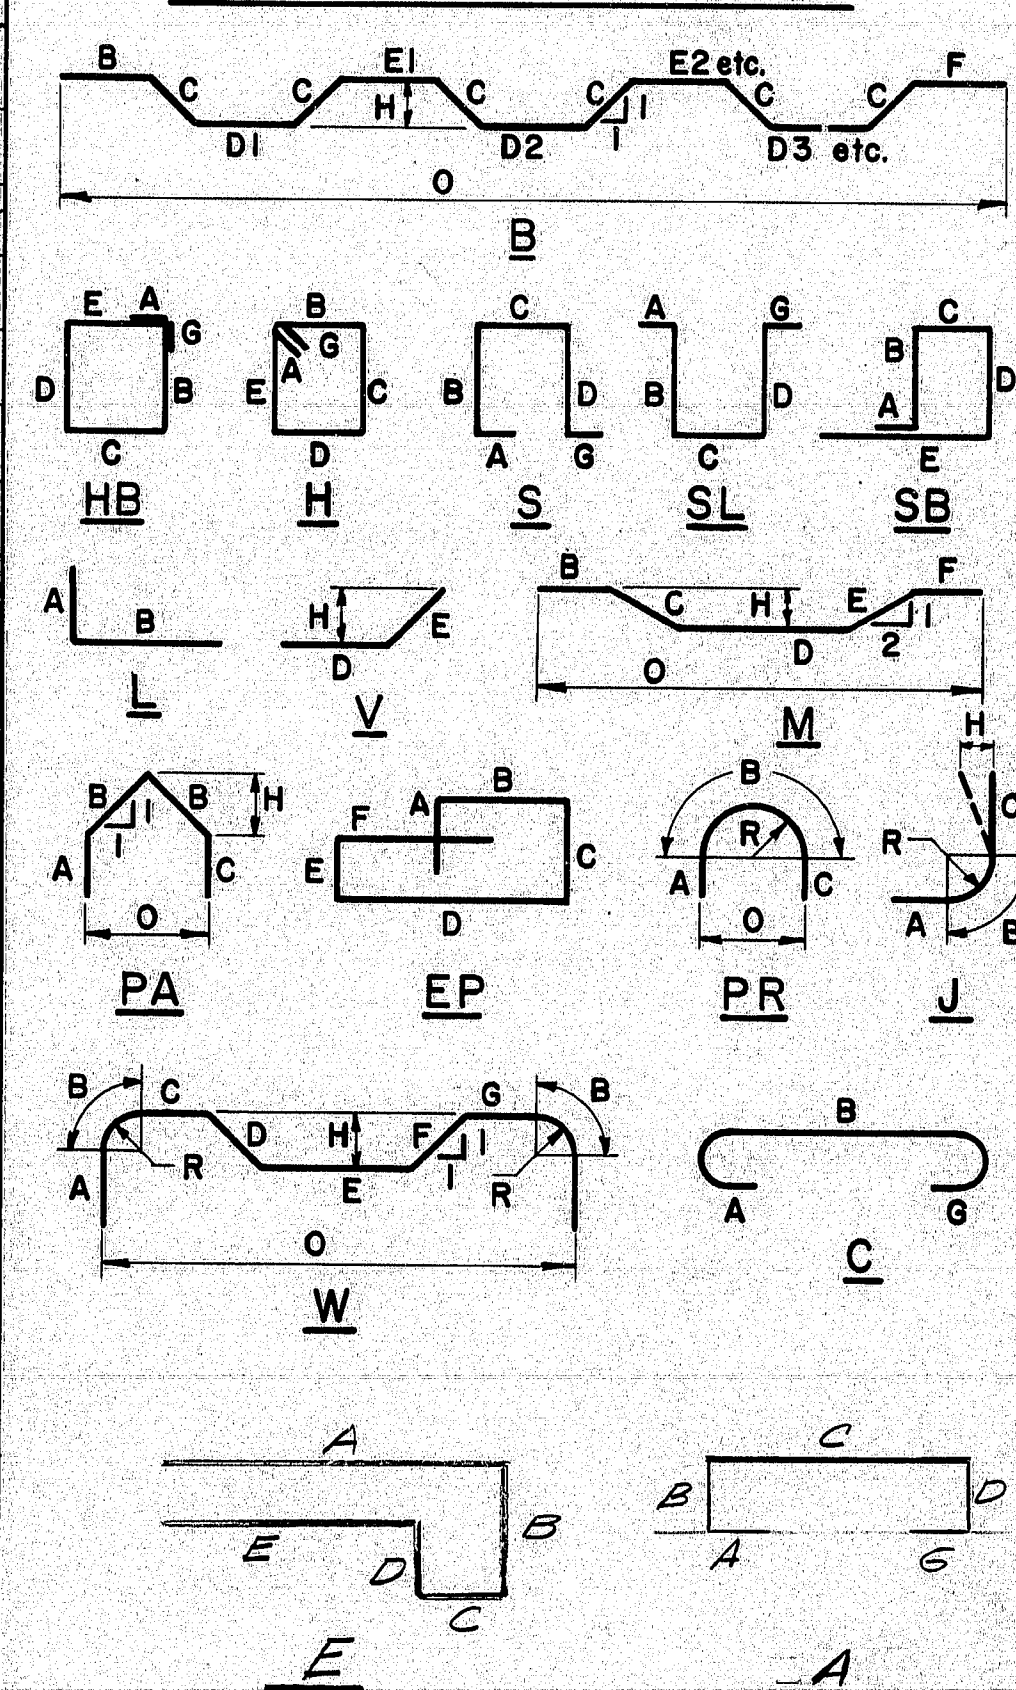 B C C E1 C C E2 etc. C C F
H 1
D1 D2 1 D3 etc.
O
B
E A G D B C
HB
B G A E C D
H
C B D A G
S
A G B D C
SL
C B D A E
SB
A B
L
H E D
V
B C H E F 1 2 D O
M
B B H 1 1 A C O
PA
B A F E C D
EP
B R A C O
PR
H C R A B
J
B C G B
D H F 1
A R E 1 R
O
W
B
A G
C
A
B
E D
C
E
C
B D
A G
A